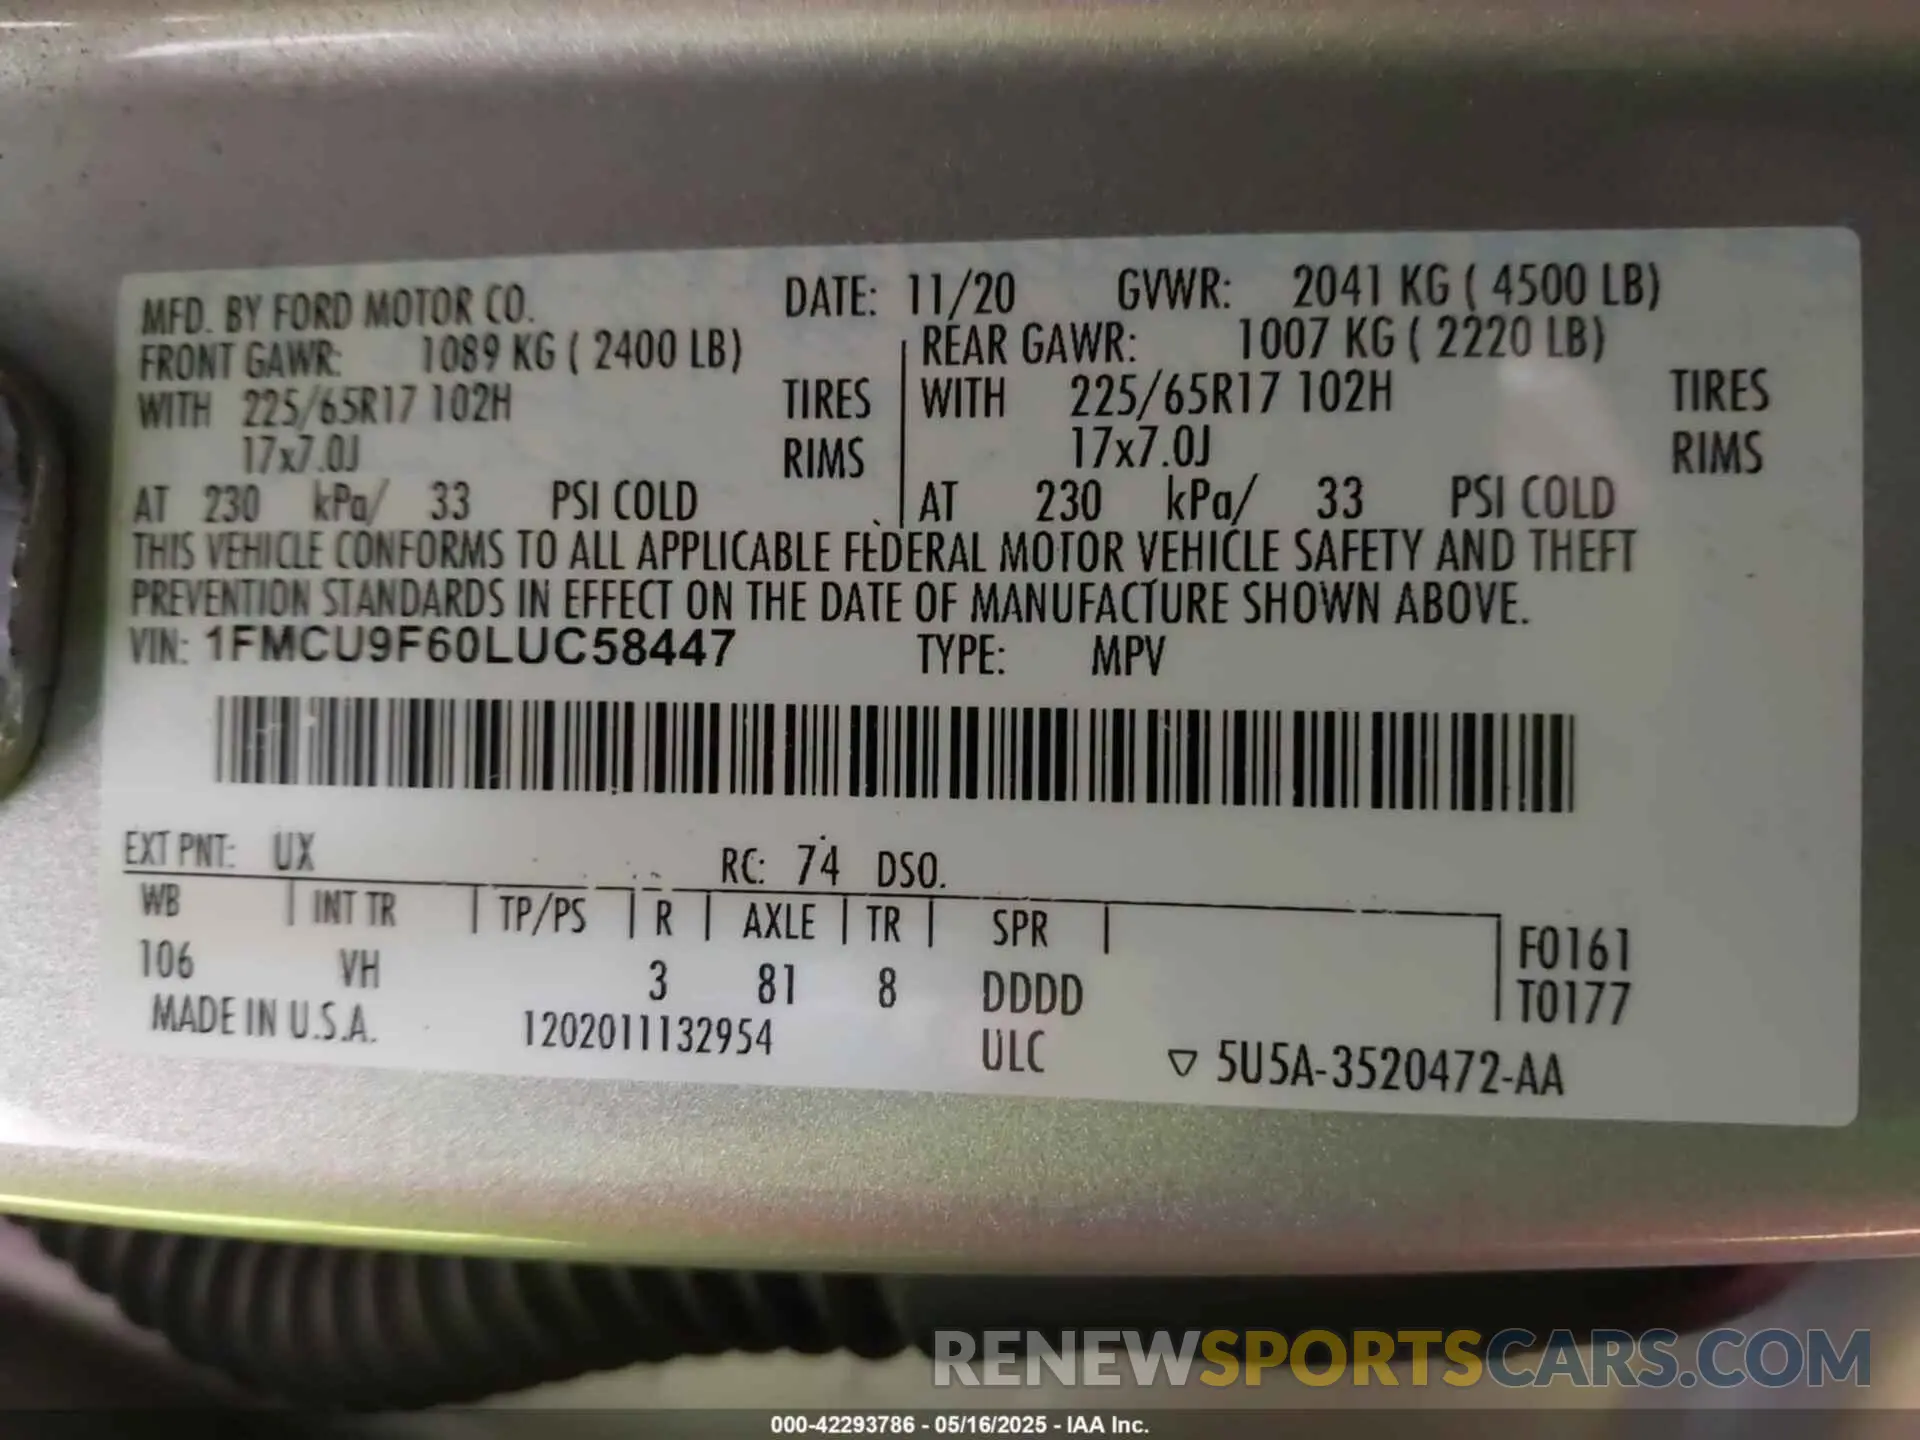 MFD. BY FORD MOTOR CO. DATE: 11/20 GVWR: 2041 KG ( 4500 LB)
FRONT GAWR: 1089 KG ( 2400 LB) REAR GAWR: 1007 KG ( 2220 LB)
WITH 225/65R17 102H TIRES WITH 225/65R17 102H TIRES
17x7.0J RIMS 17x7.0J RIMS
AT 230 kPa/ 33 PSI COLD AT 230 kPa/ 33 PSI COLD
THIS VEHICLE CONFORMS TO ALL APPLICABLE FEDERAL MOTOR VEHICLE SAFETY AND THEFT
PREVENTION STANDARDS IN EFFECT ON THE DATE OF MANUFACTURE SHOWN ABOVE.
VIN: 1FMCU9F60LUC58447 TYPE: MPV
EXT PNT: UX RC: 74 DSO.
WB INT TR TP/PS R AXLE TR SPR F0161
106 VH 3 81 8 DDDD T0177
MADE IN U.S.A. 1202011132954 ULC ▽ 5U5A-3520472-AA
RENEWSPORTSCARS.COM
000-42293786 - 05/16/2025 - IAA Inc.